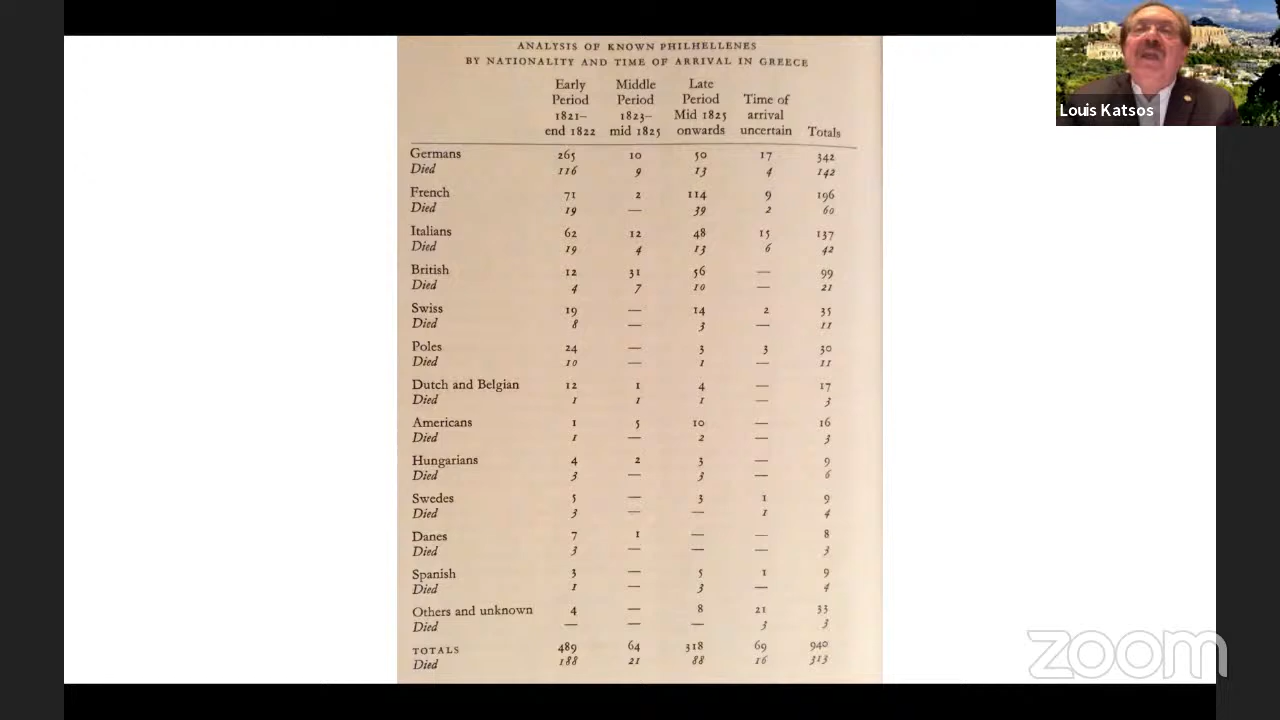 ANALYSIS OF KNOWN PHILHELLENES
BY NATIONALITY AND TIME OF ARRIVAL IN GREECE
Early Period 1821– end 1822 Middle Period 1823– mid 1825 Late Period Mid 1825 onwards Time of arrival uncertain Totals
Germans 265 10 50 17 342
Died 116 9 13 4 142
French 71 2 114 9 196
Died 19 — 39 2 60
Italians 62 12 48 15 137
Died 19 4 13 6 42
British 12 31 56 — 99
Died 4 7 10 — 21
Swiss 19 — 14 2 35
Died 8 — 3 — 11
Poles 24 — 3 3 30
Died 10 — 1 — 11
Dutch and Belgian 12 1 4 — 17
Died 1 1 1 — 3
Americans 1 5 10 — 16
Died 1 — 2 — 3
Hungarians 4 2 3 — 9
Died 3 — 3 — 6
Swedes 5 — 3 1 9
Died 3 — — 1 4
Danes 7 1 — — 8
Died 3 — — — 3
Spanish 3 — 5 1 9
Died 1 — 3 — 4
Others and unknown 4 — 8 21 33
Died — — — 3 3
TOTALS 489 64 318 69 940
Died 188 21 88 16 313
Louis Katsos
zoom